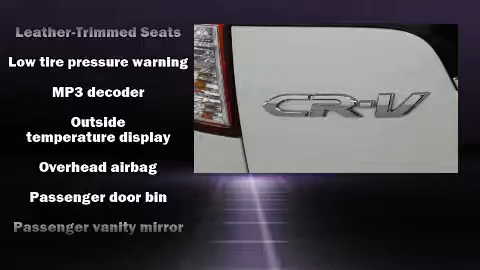 Leather-Trimmed Seats
Low tire pressure warning
MP3 decoder
Outside
temperature display
Overhead airbag
Passenger door bin
Passenger vanity mirror
CR-V